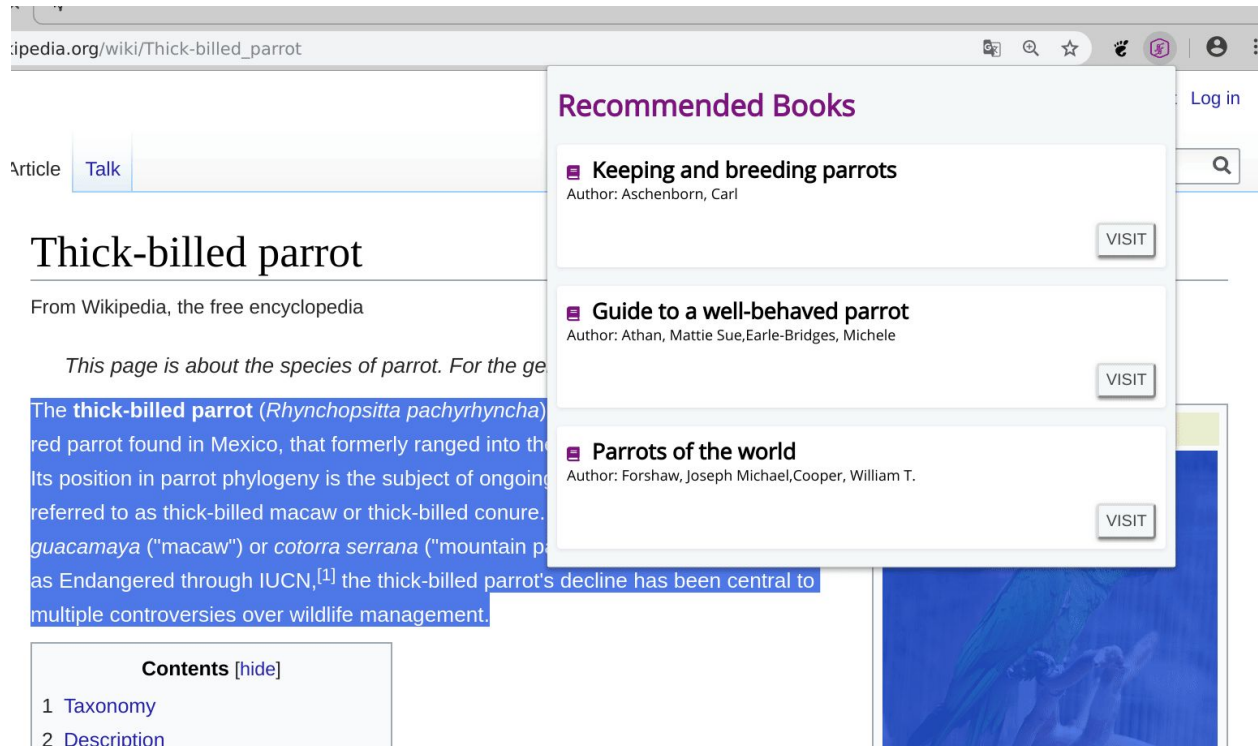 ipedia.org/wiki/Thick-billed_parrot
Log in
Article Talk
Thick-billed parrot
From Wikipedia, the free encyclopedia
This page is about the species of parrot. For the
The thick-billed parrot (Rhynchopsitta pachyrhyncha)
red parrot found in Mexico, that formerly ranged into
Its position in parrot phylogeny is the subject of ongoing
referred to as thick-billed macaw or thick-billed conure.
guacamaya ("macaw") or cotorra serrana ("mountain
as Endangered through IUCN,[1] the thick-billed parrot's decline has been central to
multiple controversies over wildlife management.
Contents [hide]
1 Taxonomy
2 Description
Recommended Books
Keeping and breeding parrots
Author: Aschenborn, Carl
VISIT
Guide to a well-behaved parrot
Author: Athan, Mattie Sue,Earle-Bridges, Michele
VISIT
Parrots of the world
Author: Forshaw, Joseph Michael,Cooper, William T.
VISIT